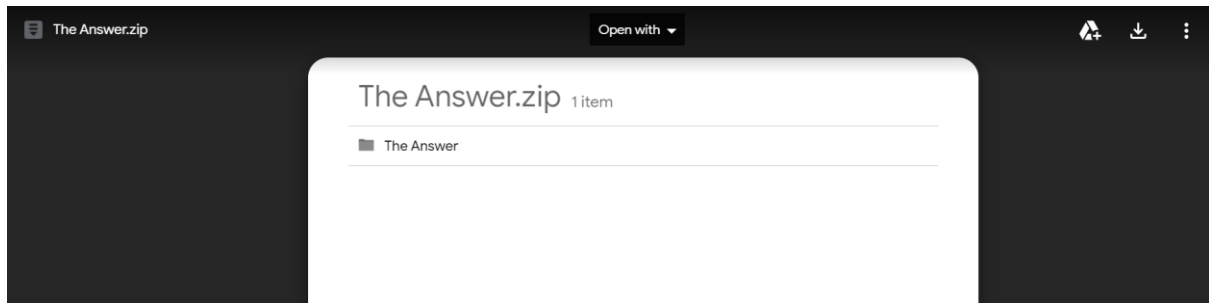 The Answer.zip
Open with
The Answer.zip 1 item
The Answer